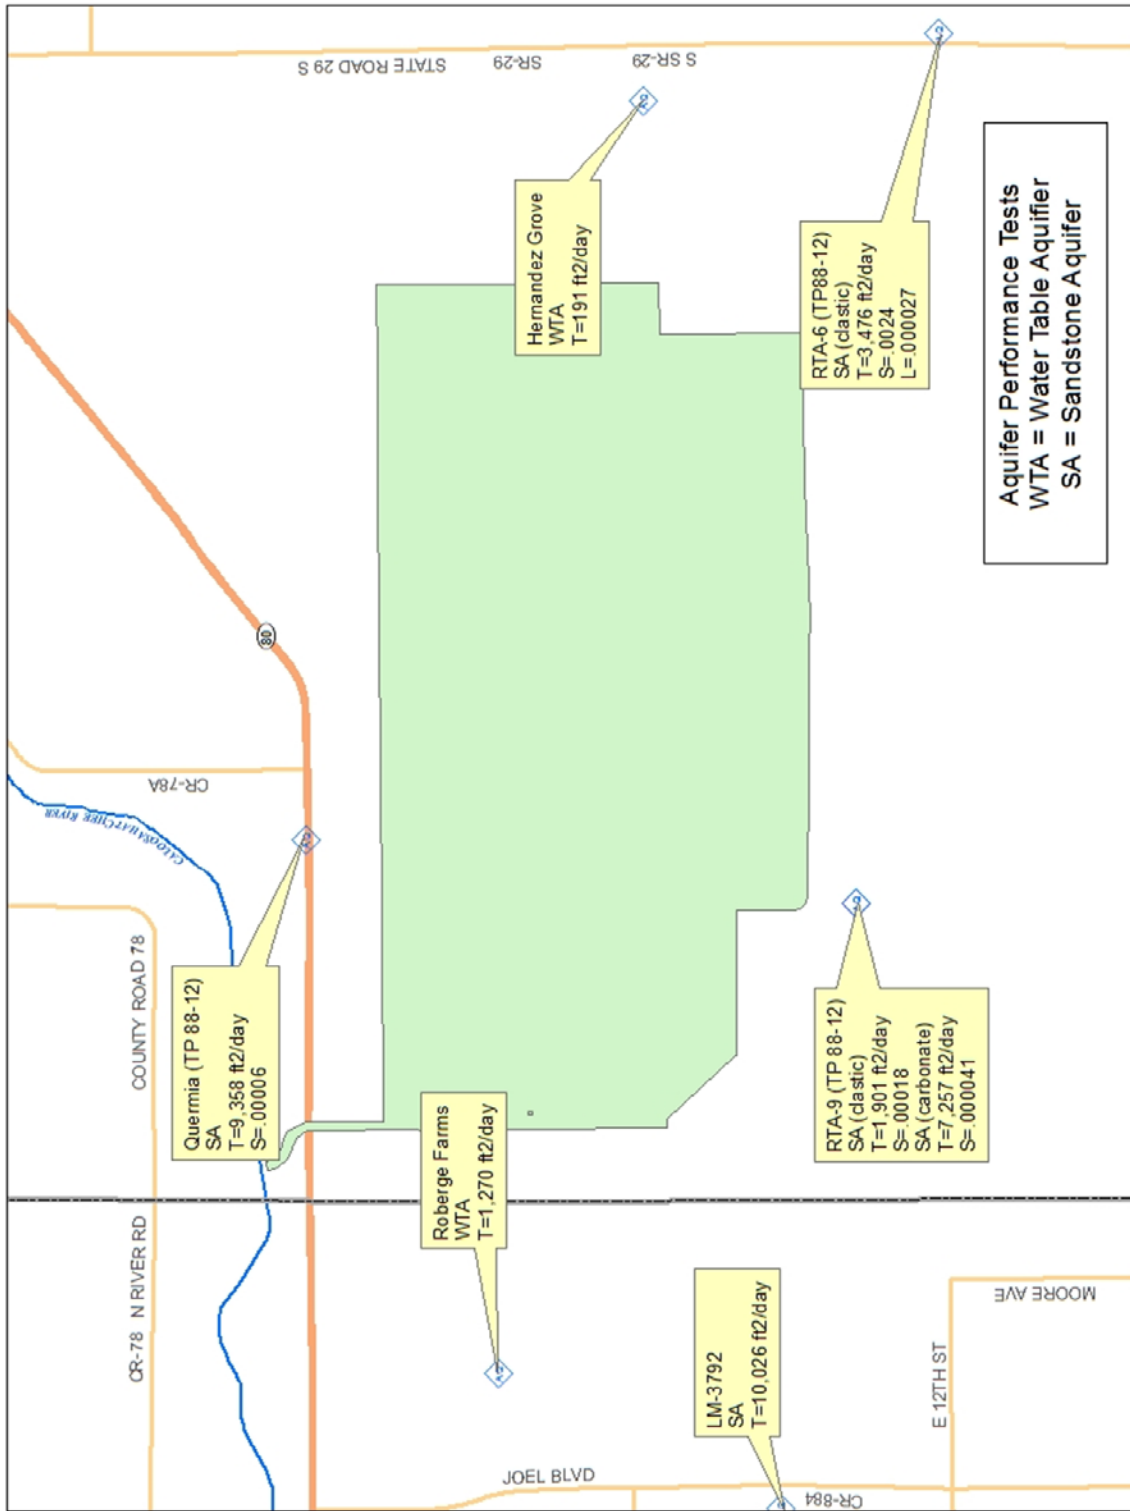 COUNTY ROAD 78
CR-78 N RIVER RD
CALOOSAHATCHEE RIVER
CR-78A
80
STATE ROAD 29 S
SR-29
S SR-29
Quermia (TP 88-12)
SA
T=9,358 ft2/day
S=.00006
Roberge Farms
WTA
T=1,270 ft2/day
Hernandez Grove
WTA
T=191 ft2/day
LM-3792
SA
T=10,026 ft2/day
RTA-9 (TP 88-12)
SA (clastic)
T=1,901 ft2/day
S=.00018
SA (carbonate)
T=7,257 ft2/day
S=.000041
RTA-6 (TP88-12)
SA (clastic)
T=3,476 ft2/day
S=.0024
L=.000027
JOEL BLVD
CR-884
E 12TH ST
MOORE AVE
Aquifer Performance Tests
WTA = Water Table Aquifier
SA = Sandstone Aquifer